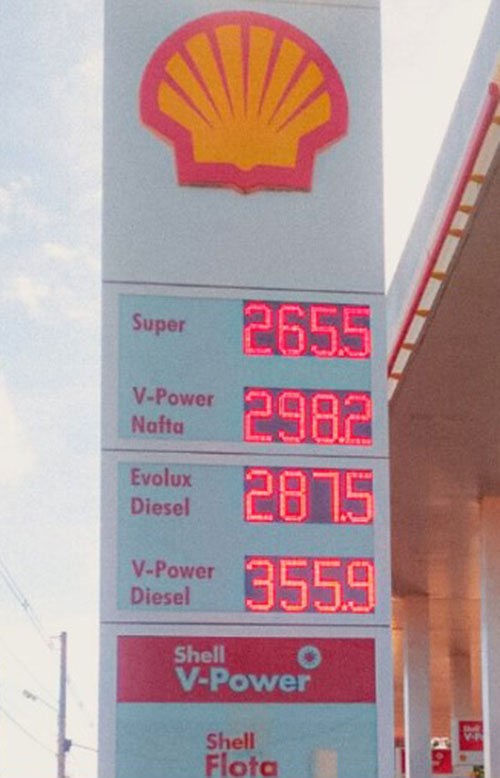 Super 265.5
V-Power
Nafta 298.2
Evolux
Diesel 287.5
V-Power
Diesel 355.9
Shell
V-Power
Shell
Flota